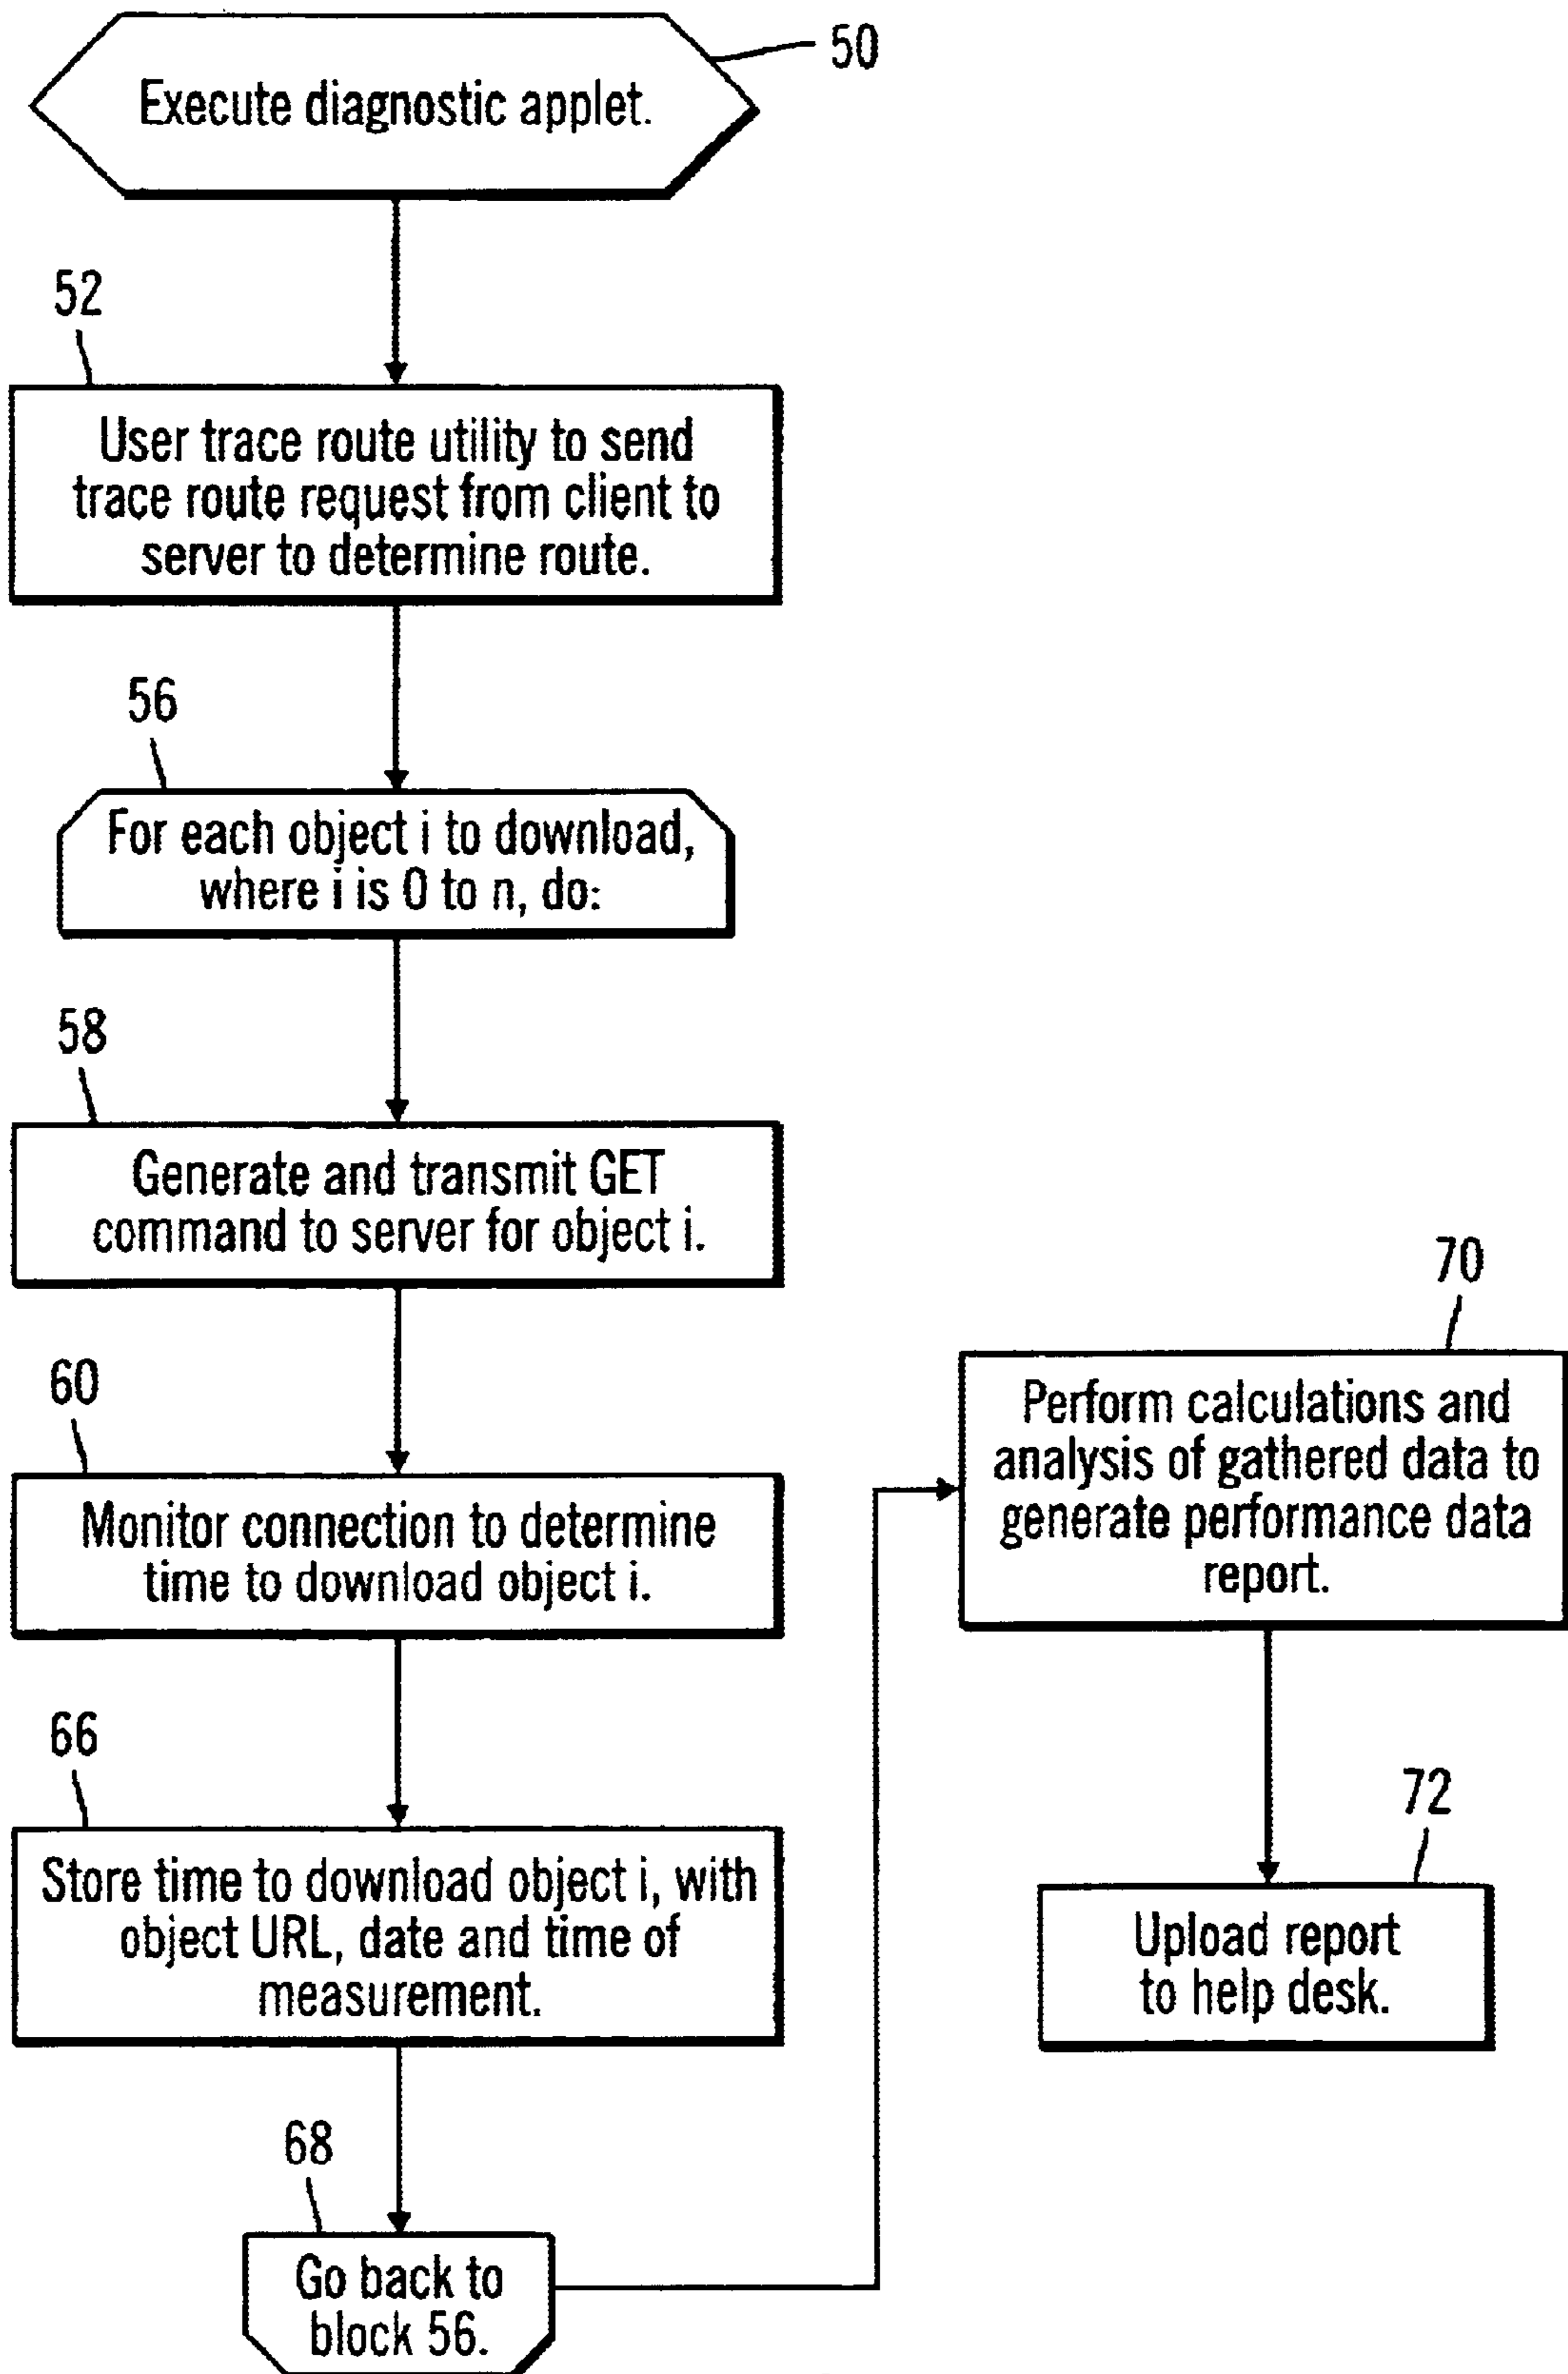 50
Execute diagnostic applet.
52
User trace route utility to send
trace route request from client to
server to determine route.
56
For each object i to download,
where i is 0 to n, do:
58
Generate and transmit GET
command to server for object i.
60
Monitor connection to determine
time to download object i.
66
Store time to download object i, with
object URL, date and time of
measurement.
68
Go back to
block 56.
70
Perform calculations and
analysis of gathered data to
generate performance data
report.
72
Upload report
to help desk.